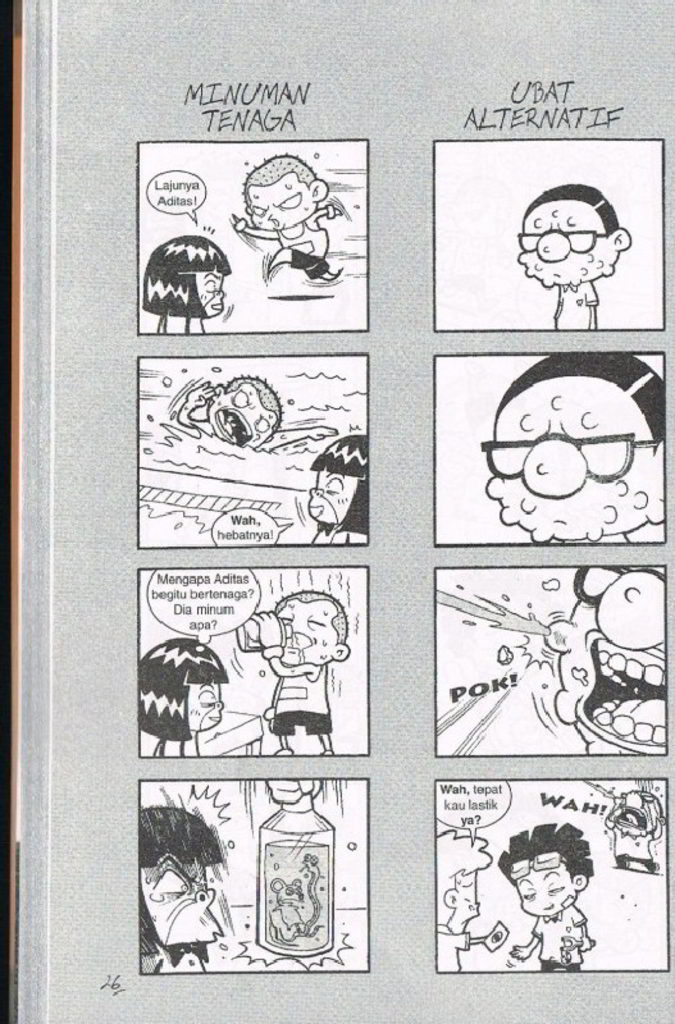 MINUMAN
TENAGA
Lajunya
Aditas!
Wah,
hebatnya!
Mengapa Aditas
begitu bertenaga?
Dia minum
apa?
UBAT
ALTERNATIF
POK!
Wah, tepat
kau lastik
ya?
WAH!
26